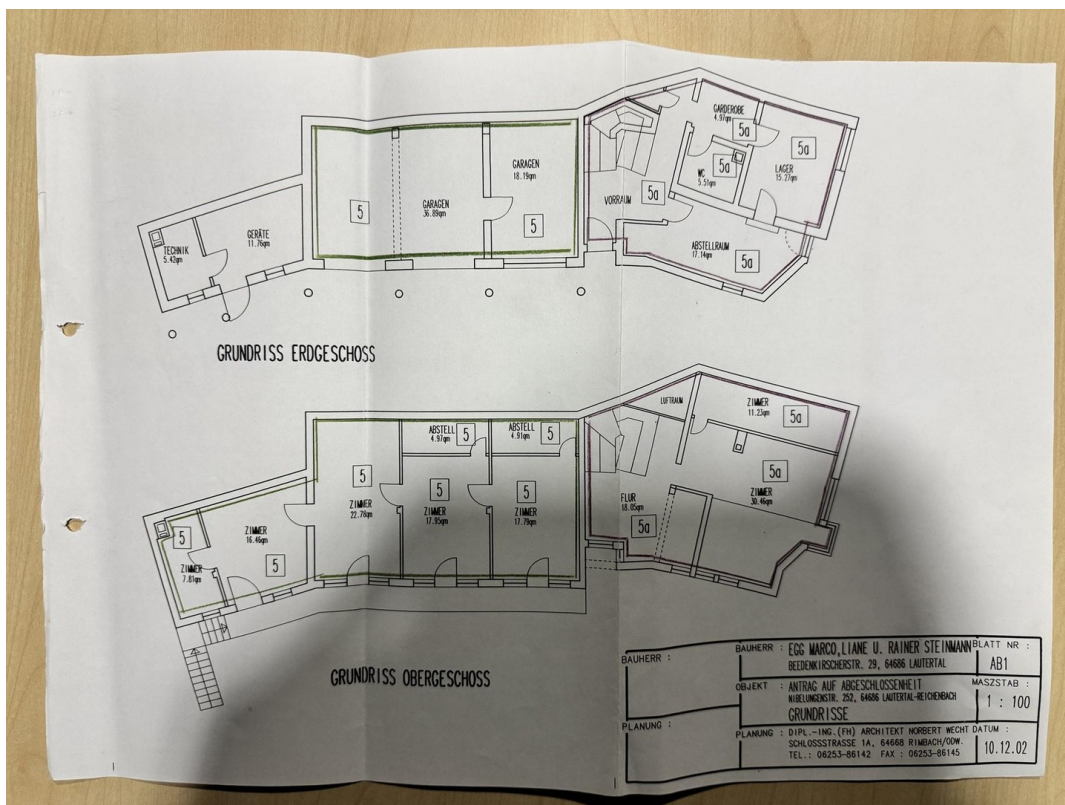 GARDEROBE
4.97qm
5a
5a
LAGER
15.27qm
5a
WC
5.51qm
GARAGEN
18.19qm
5a
VORRAUM
5
GARAGEN
36.89qm
5
GERÄTE
11.76qm
TECHNIK
5.42qm
ABSTELLRAUM
17.14qm
5a
GRUNDRISS ERDGESCHOSS
LUFTRAUM
ZIMMER
11.23qm
5a
ABSTELL
4.97qm
5
ABSTELL
4.91qm
5
5
ZIMMER
22.78qm
5
ZIMMER
17.95qm
5
ZIMMER
17.79qm
5a
ZIMMER
30.46qm
FLUR
18.05qm
5a
5
ZIMMER
16.46qm
5
ZIMMER
7.81qm
GRUNDRISS OBERGESCHOSS
BAUHERR :
BAUHERR : EGG MARCO,LIANE U. RAINER STEINMANN
BEEDENKIRCHERSTR. 29, 64686 LAUTERTAL
BLATT NR :
AB1
OBJEKT : ANTRAG AUF ABGESCHLOSSENHEIT
NIBELUNGENSTR. 252, 64686 LAUTERTAL-REICHENBACH
GRUNDRISSE
MASZSTAB :
1 : 100
PLANUNG :
PLANUNG : DIPL.-ING.(FH) ARCHITEKT NORBERT WECHT
SCHLOSSSTRASSE 1A, 64668 RIMBACH/ODW.
TEL.: 06253-86142 FAX : 06253-86145
DATUM :
10.12.02